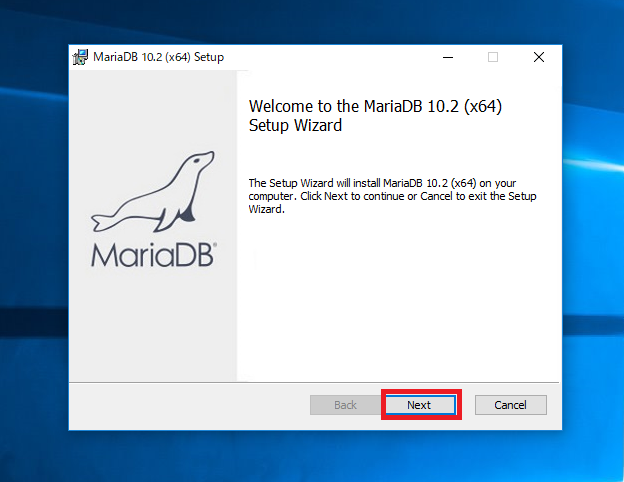 MariaDB 10.2 (x64) Setup
Welcome to the MariaDB 10.2 (x64)
Setup Wizard
The Setup Wizard will install MariaDB 10.2 (x64) on your
computer. Click Next to continue or Cancel to exit the Setup
Wizard.
MariaDB®
Back Next Cancel